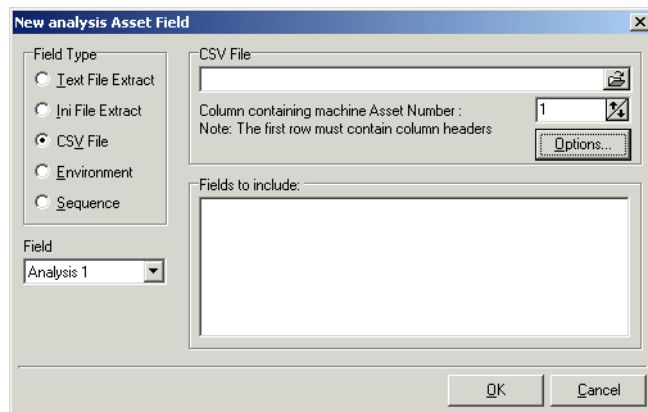 New analysis Asset Field
Field Type
Text File Extract
Ini File Extract
CSV File
Environment
Sequence
Field
Analysis 1
CSV File
Column containing machine Asset Number :
1
Note: The first row must contain column headers
Options...
Fields to include:
OK
Cancel